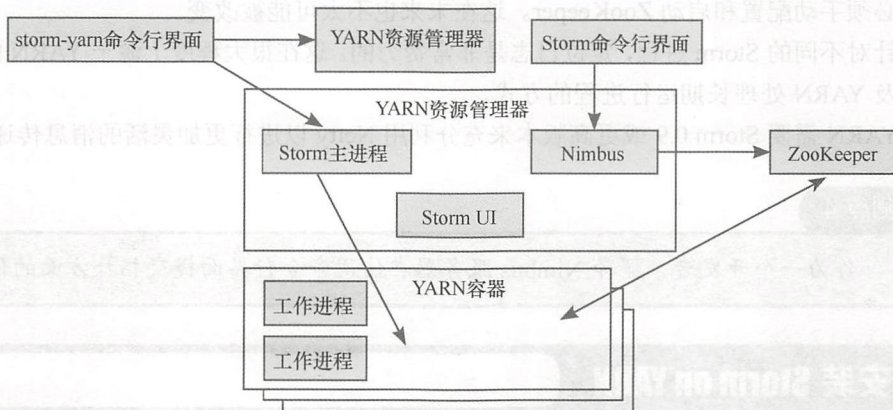 storm-yarn命令行界面
YARN资源管理器
Storm命令行界面
YARN资源管理器
Storm主进程
Nimbus
ZooKeeper
Storm UI
YARN容器
工作进程
工作进程